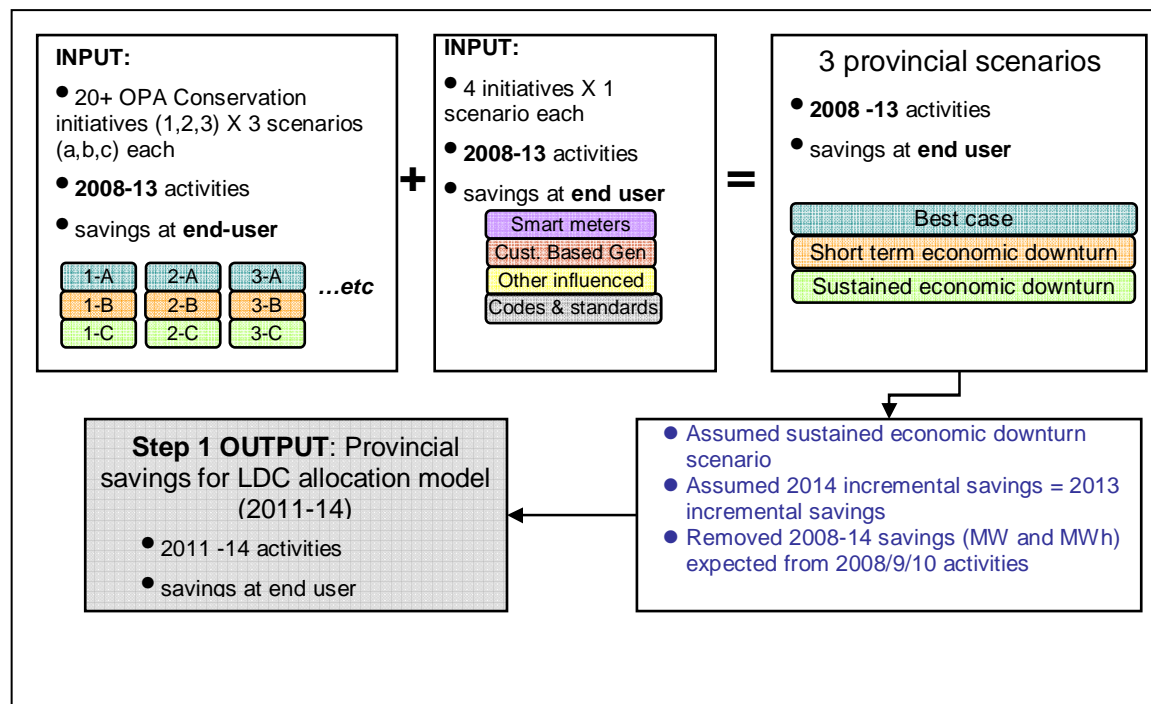 INPUT:
● 20+ OPA Conservation
initiatives (1,2,3) X 3 scenarios
(a,b,c) each
● 2008-13 activities
● savings at end-user
1-A 2-A 3-A
1-B 2-B 3-B
1-C 2-C 3-C
...etc
+
INPUT:
● 4 initiatives X 1
scenario each
● 2008-13 activities
● savings at end user
Smart meters
Cust. Based Gen
Other influenced
Codes & standards
=
3 provincial scenarios
● 2008 -13 activities
● savings at end user
Best case
Short term economic downturn
Sustained economic downturn
● Assumed sustained economic downturn
scenario
● Assumed 2014 incremental savings = 2013
incremental savings
● Removed 2008-14 savings (MW and MWh)
expected from 2008/9/10 activities
Step 1 OUTPUT: Provincial
savings for LDC allocation model
(2011-14)
● 2011 -14 activities
● savings at end user